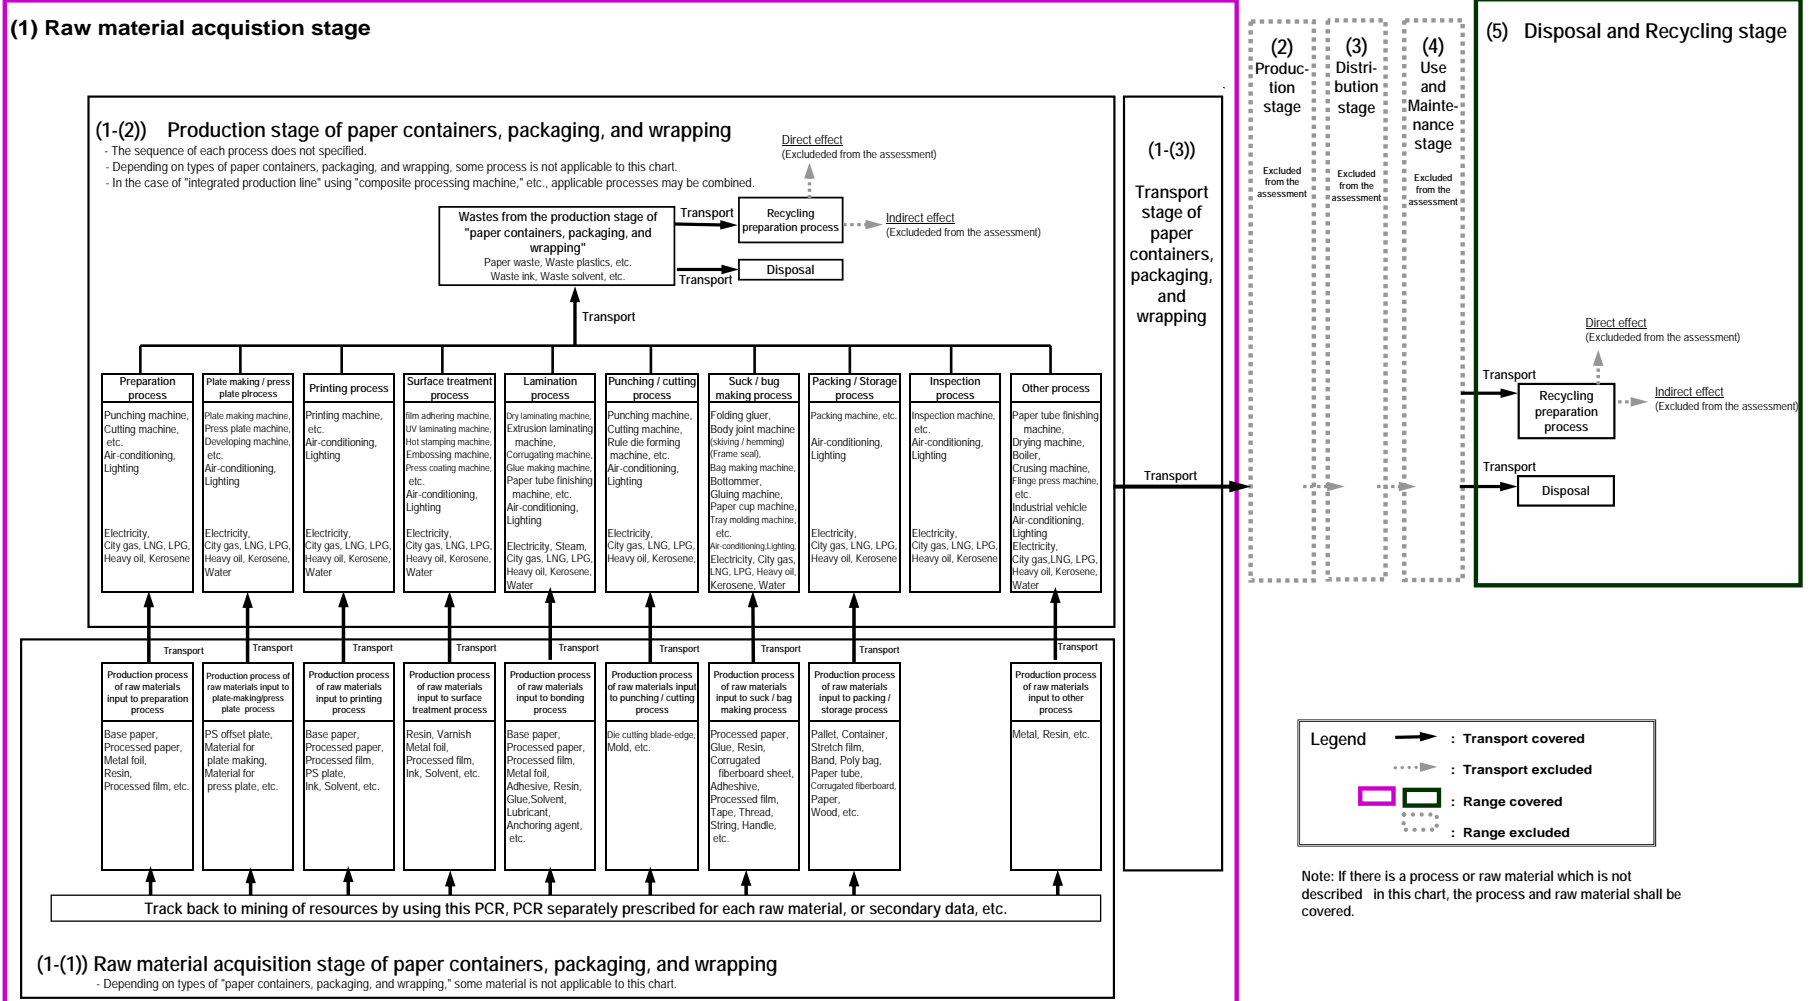 (1) Raw material acquistion stage
(1-(2)) Production stage of paper containers, packaging, and wrapping
- The sequence of each process does not specified.
- Depending on types of paper containers, packaging, and wrapping, some process is not applicable to this chart.
- In the case of "integrated production line" using "composite processing machine," etc., applicable processes may be combined.
Direct effect
(Excludeded from the assessment)
Wastes from the production stage of
"paper containers, packaging, and
wrapping"
Paper waste, Waste plastics, etc.
Waste ink, Waste solvent, etc.
Transport
Recycling
preparation process
Indirect effect
(Excludeded from the assessment)
Transport
Disposal
Transport
Preparation
process
Punching machine,
Cutting machine,
etc.
Air-conditioning,
Lighting
Electricity,
City gas, LNG, LPG,
Heavy oil, Kerosene
Plate making / press
plate plrocess
Plate making machine,
Press plate machine,
Developing machine,
etc.
Air-conditioning,
Lighting
Electricity,
City gas, LNG, LPG,
Heavy oil, Kerosene,
Water
Printing process
Printing machine,
etc.
Air-conditioning,
Lighting
Electricity,
City gas, LNG, LPG,
Heavy oil, Kerosene,
Water
Surface treatment
process
film adhering machine,
UV laminating machine,
Hot stamping machine,
Embossing machine,
Press coating machine,
etc.
Air-conditioning,
Lighting
Electricity,
City gas, LNG, LPG,
Heavy oil, Kerosene,
Water
Lamination
process
Dry laminating machine,
Extrusion laminating
machine,
Corrugating machine,
Glue making machine,
Paper tube finishing
machine, etc.
Air-conditioning,
Lighting
Electricity, Steam,
City gas, LNG, LPG,
Heavy oil, Kerosene,
Water
Punching / cutting
process
Punching machine,
Cutting machine,
Rule die forming
machine, etc.
Air-conditioning,
Lighting
Electricity,
City gas, LNG, LPG,
Heavy oil, Kerosene,
Suck / bug
making process
Folding gluer,
Body joint machine
(skiving / hemming)
(Frame seal),
Bag making machine,
Bottommer,
Gluing machine,
Paper cup machine,
Tray molding machine,
etc.
Air-conditioning,Lighting,
Electricity, City gas,
LNG, LPG, Heavy oil,
Kerosene, Water
Packing / Storage
process
Packing machine, etc.
Air-conditioning,
Lighting
Electricity,
City gas, LNG, LPG,
Heavy oil, Kerosene
Inspection
process
Inspection machine,
etc.
Air-conditioning,
Lighting
Electricity,
City gas, LNG, LPG,
Heavy oil, Kerosene
Other process
Paper tube finishing
machine,
Drying machine,
Boiler,
Crusing machine,
Flinge press machine,
etc.
Industrial vehicle
Air-conditioning,
Lighting
Electricity,
City gas,LNG, LPG,
Heavy oil, Kerosene,
Water
Transport
Transport
Transport
Transport
Transport
Transport
Transport
Transport
Transport
Production process
of raw materials
input to preparation
process
Base paper,
Processed paper,
Metal foil,
Resin,
Processed film, etc.
Production process of
raw materials input to
plate-making/press
plate process
PS offset plate,
Material for
plate making,
Material for
press plate, etc.
Production process
of raw materials
input to printing
process
Base paper,
Processed paper,
Processed film,
PS plate,
Ink, Solvent, etc.
Production process
of raw materials
input to surface
treatment process
Resin, Varnish
Metal foil,
Processed film,
Ink, Solvent, etc.
Production process
of raw materials
input to bonding
process
Base paper,
Processed paper,
Processed film,
Metal foil,
Adhesive, Resin,
Glue,Solvent,
Lubricant,
Anchoring agent,
etc.
Production process
of raw materials input
to punching / cutting
process
Die cutting blade-edge,
Mold, etc.
Production process
of raw materials
input to suck / bag
making process
Processed paper,
Glue, Resin,
Corrugated
fiberboard sheet,
Adheshive,
Processed film,
Tape, Thread,
String, Handle,
etc.
Production process
of raw materials
input to packing /
storage process
Pallet, Container,
Stretch film,
Band, Poly bag,
Paper tube,
Corrugated fiberboard,
Paper,
Wood, etc.
Production process
of raw materials
input to other
process
Metal, Resin, etc.
Track back to mining of resources by using this PCR, PCR separately prescribed for each raw material, or secondary data, etc.
(1-(1)) Raw material acquisition stage of paper containers, packaging, and wrapping
- Depending on types of "paper containers, packaging, and wrapping," some material is not applicable to this chart.
(1-(3))
Transport
stage of
paper
containers,
packaging,
and
wrapping
Transport
(2)
Produc-
tion
stage
Excluded
from the
assessment
(3)
Distri-
bution
stage
Excluded
from the
assessment
(4)
Use
and
Mainte-
nance
stage
Excluded
from the
assessment
(5) Disposal and Recycling stage
Direct effect
(Excludeded from the assessment)
Transport
Recycling
preparation
process
Indirect effect
(Excludeded from the assessment)
Transport
Disposal
Legend
: Transport covered
: Transport excluded
: Range covered
: Range excluded
Note: If there is a process or raw material which is not
described in this chart, the process and raw material shall be
covered.